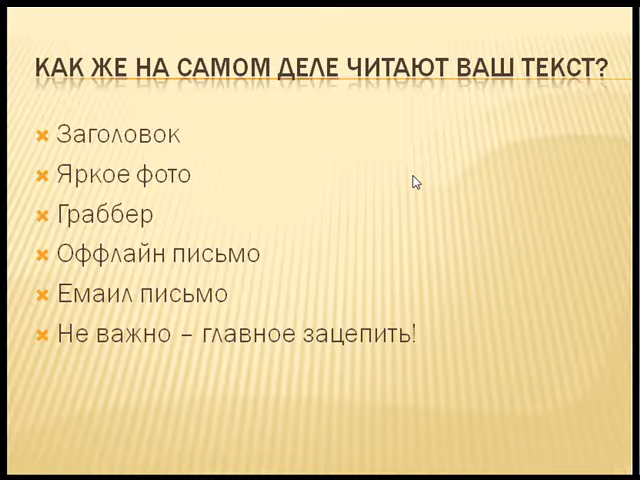 КАК ЖЕ НА САМОМ ДЕЛЕ ЧИТАЮТ ВАШ ТЕКСТ?
Заголовок
Яркое фото
Граббер
Оффлайн письмо
Емаил письмо
Не важно – главное зацепить!